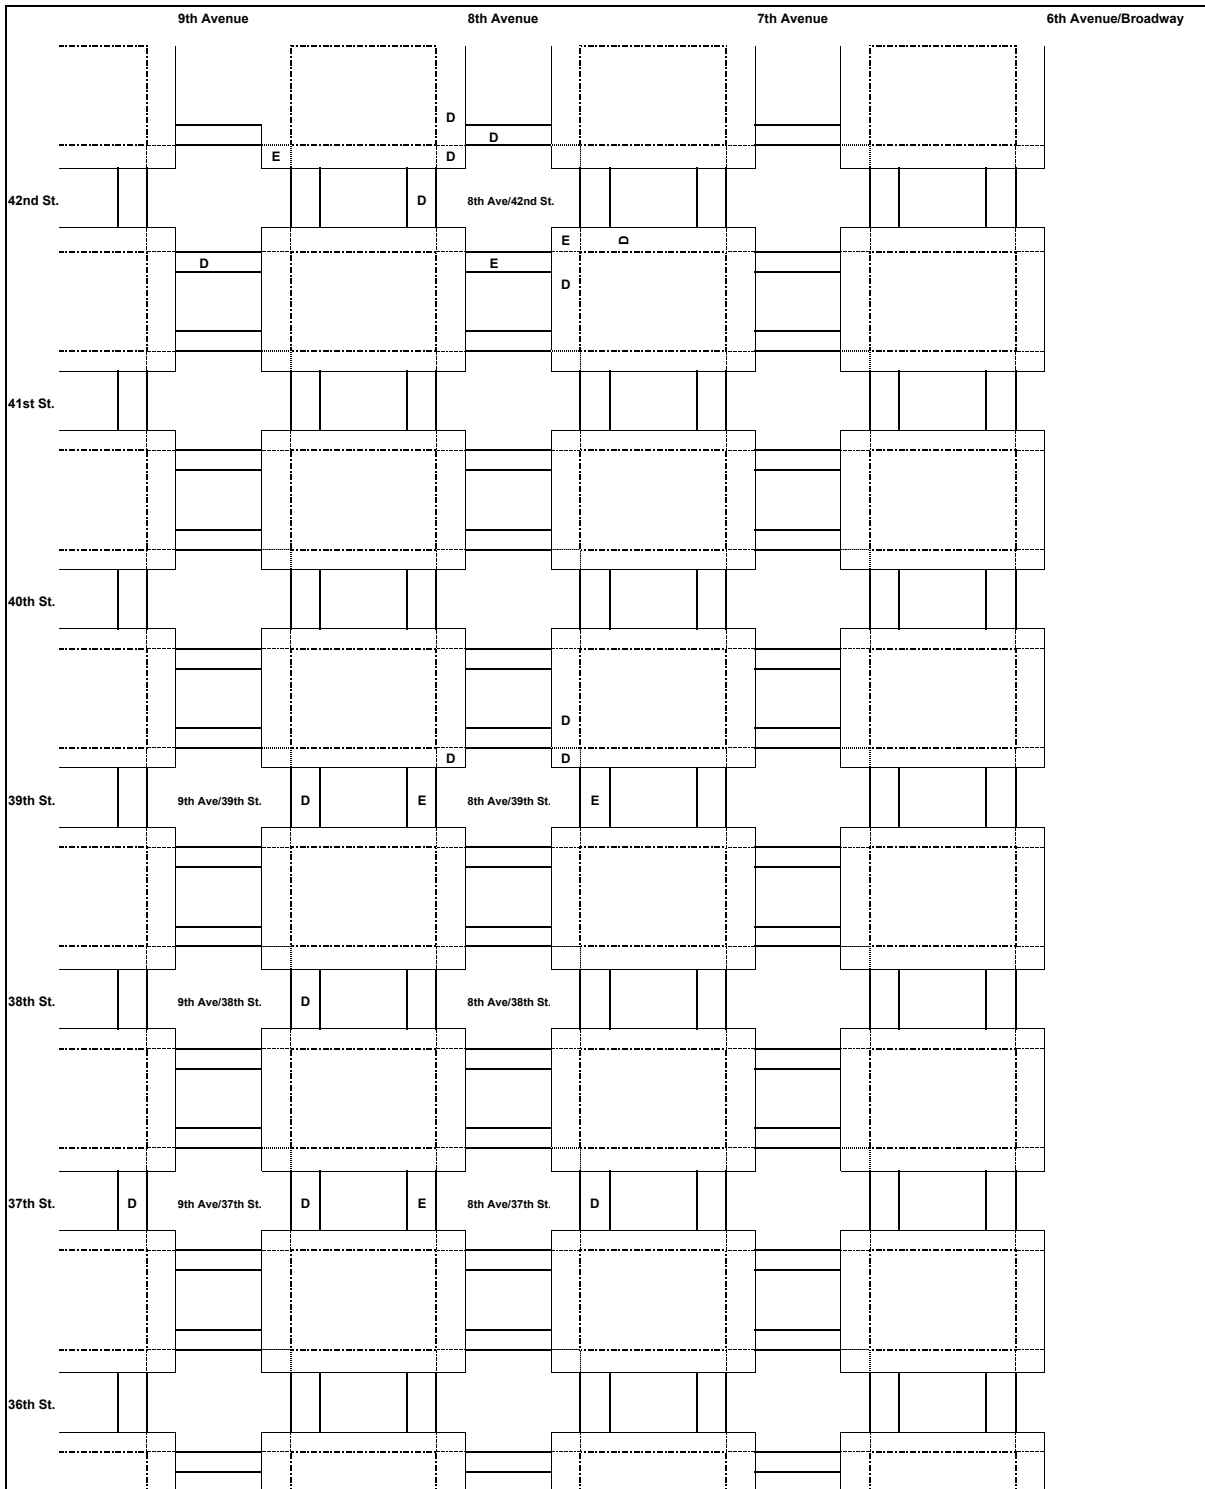 9th Avenue 8th Avenue 7th Avenue 6th Avenue/Broadway
D
D
E D
42nd St. D 8th Ave/42nd St.
E D
D E
D
41st St.
40th St.
D
D D
39th St. 9th Ave/39th St. D E 8th Ave/39th St. E
38th St. 9th Ave/38th St. D 8th Ave/38th St.
37th St. D 9th Ave/37th St. D E 8th Ave/37th St. D
36th St.